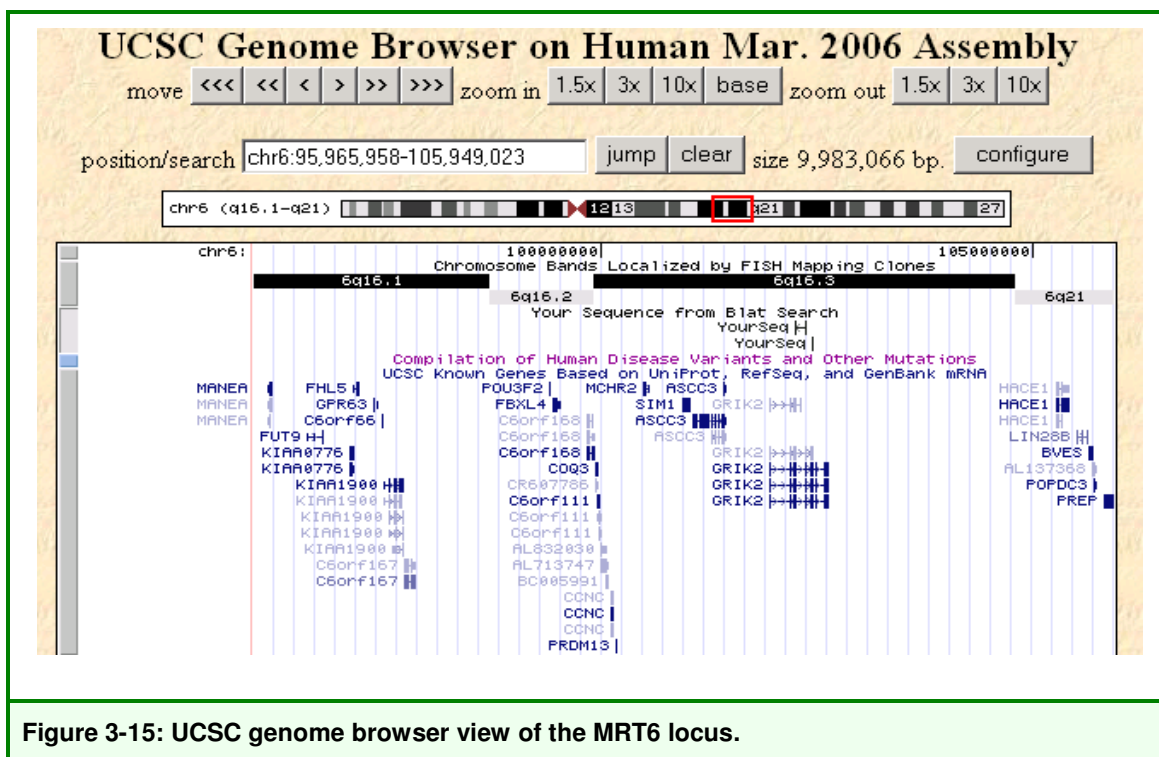 UCSC Genome Browser on Human Mar. 2006 Assembly
move <<< << < > >> >>> zoom in 1.5x 3x 10x base zoom out 1.5x 3x 10x
position/search chr6:95,965,958-105,949,023 jump clear size 9,983,066 bp. configure
chr6 (q16.1-q21) 12 13 q21 27
chr6: 100000000| 105000000|
Chromosome Bands Localized by FISH Mapping Clones
6q16.1 6q16.3
6q16.2 6q21
Your Sequence from Blat Search
YourSeq
YourSeq
Compilation of Human Disease Variants and Other Mutations
UCSC Known Genes Based on UniProt, RefSeq, and GenBank mRNA
MANEA FHL5 POU3F2 MCHR2 ASCC3 HACE1
MANEA GPR63 FBXL4 SIM1 GRIK2 HACE1
MANEA C6orf66 C6orf168 ASCC3 HACE1
FUT9 C6orf168 ASCC3 LIN28B
KIAA0776 C6orf168 GRIK2 BVES
KIAA0776 COQ3 GRIK2 AL137368
KIAA1900 CR607786 GRIK2 POPDC3
KIAA1900 C6orf111 GRIK2 PREP
KIAA1900 C6orf111
KIAA1900 C6orf111
KIAA1900 AL832030
C6orf167 AL713747
C6orf167 BC005991
CCNC
CCNC
CCNC
PRDM13
Figure 3-15: UCSC genome browser view of the MRT6 locus.